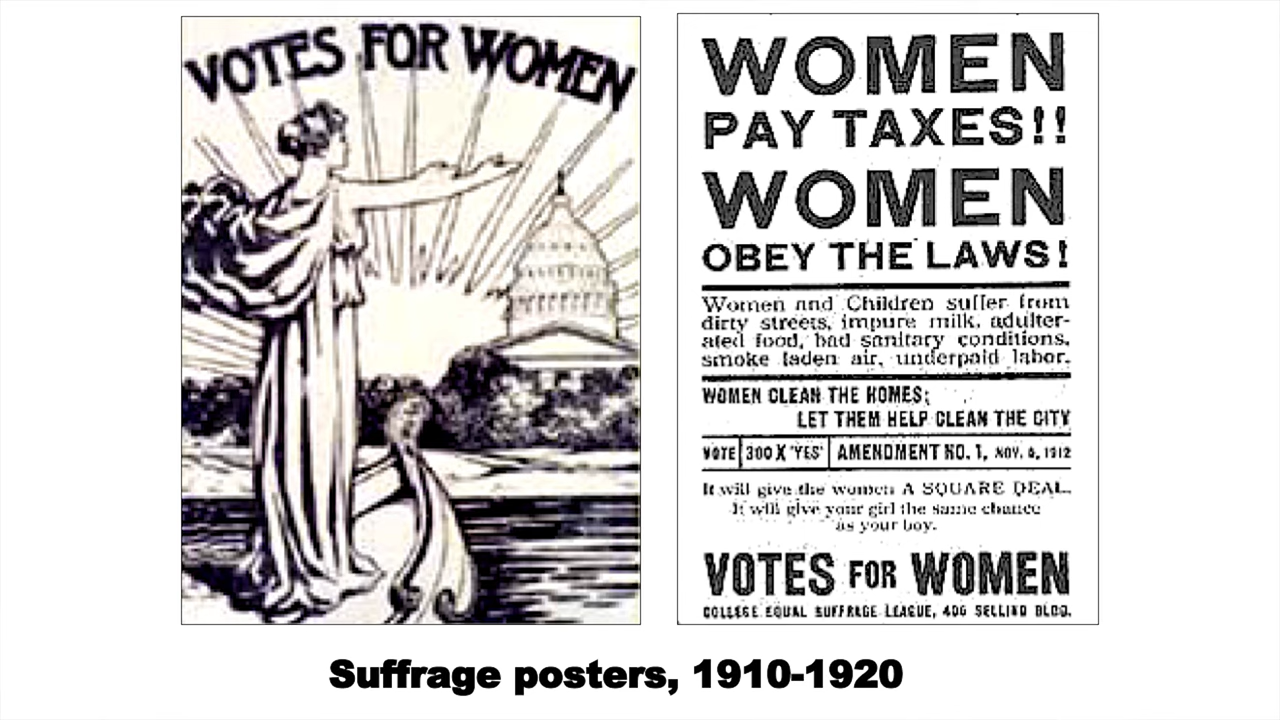 VOTES FOR WOMEN
WOMEN
PAY TAXES!!
WOMEN
OBEY THE LAWS!
Women and Children suffer from
dirty streets, impure milk, adulter-
ated food, bad sanitary conditions,
smoke laden air, underpaid labor.
WOMEN CLEAN THE HOMES;
LET THEM HELP CLEAN THE CITY
VOTE 300 X "YES" AMENDMENT NO. 1, NOV. 5, 1912
It will give the women A SQUARE DEAL.
It will give your girl the same chance
as your boy.
VOTES FOR WOMEN
COLLEGE EQUAL SUFFRAGE LEAGUE, 406 SELLING BLDG.
Suffrage posters, 1910-1920